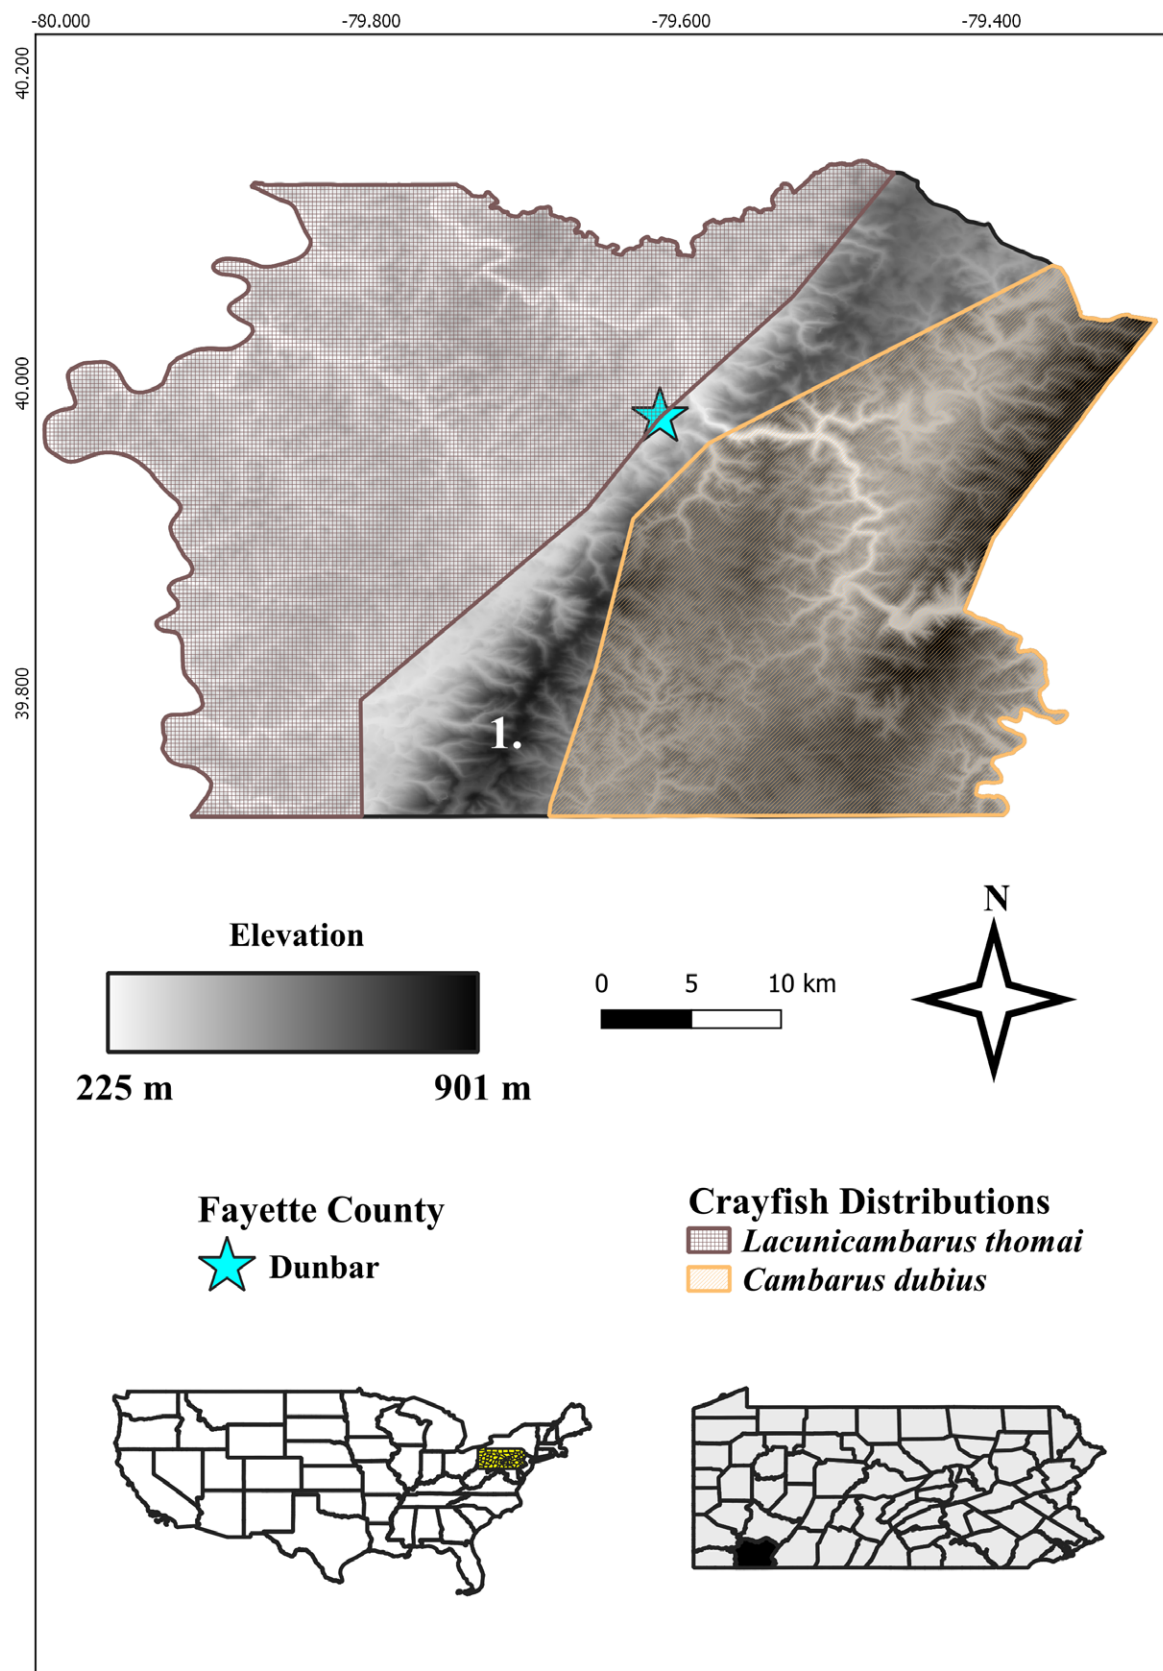 -80.000 -79.800 -79.600 -79.400
40.200
40.000
39.800
1.
N
Elevation
0 5 10 km
225 m 901 m
Fayette County
Dunbar
Crayfish Distributions
Lacunicambarus thomai
Cambarus dubius